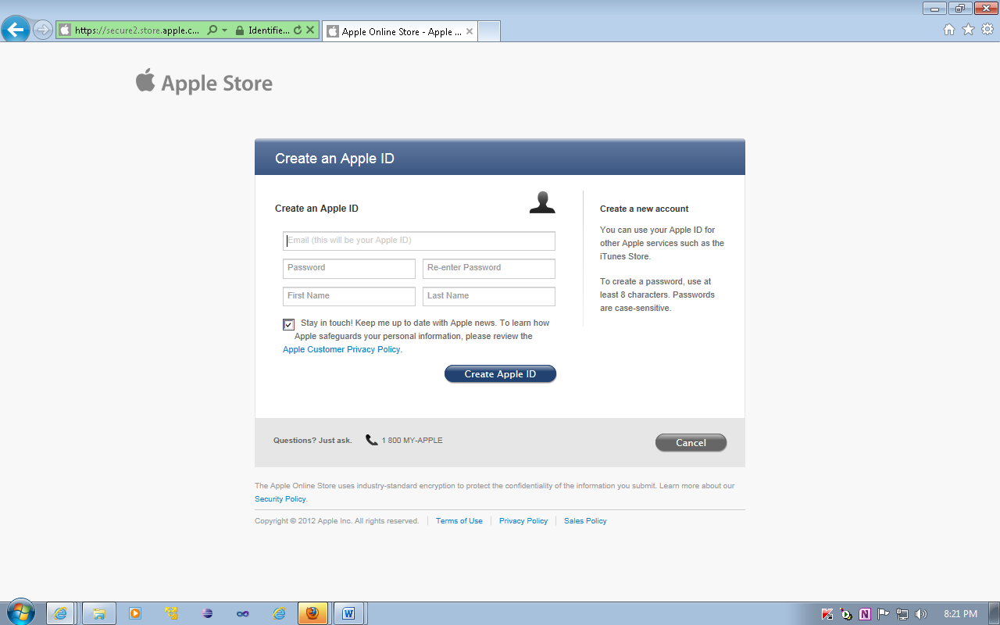 https://secure2.store.apple.c... Identifie... Apple Online Store - Apple ...
Apple Store
Create an Apple ID
Create an Apple ID
Email (this will be your Apple ID)
Password Re-enter Password
First Name Last Name
Stay in touch! Keep me up to date with Apple news. To learn how
Apple safeguards your personal information, please review the
Apple Customer Privacy Policy.
Create Apple ID
Create a new account
You can use your Apple ID for
other Apple services such as the
iTunes Store.
To create a password, use at
least 8 characters. Passwords
are case-sensitive.
Questions? Just ask. 1 800 MY-APPLE
Cancel
The Apple Online Store uses industry-standard encryption to protect the confidentiality of the information you submit. Learn more about our
Security Policy.
Copyright © 2012 Apple Inc. All rights reserved. Terms of Use Privacy Policy Sales Policy
8:21 PM